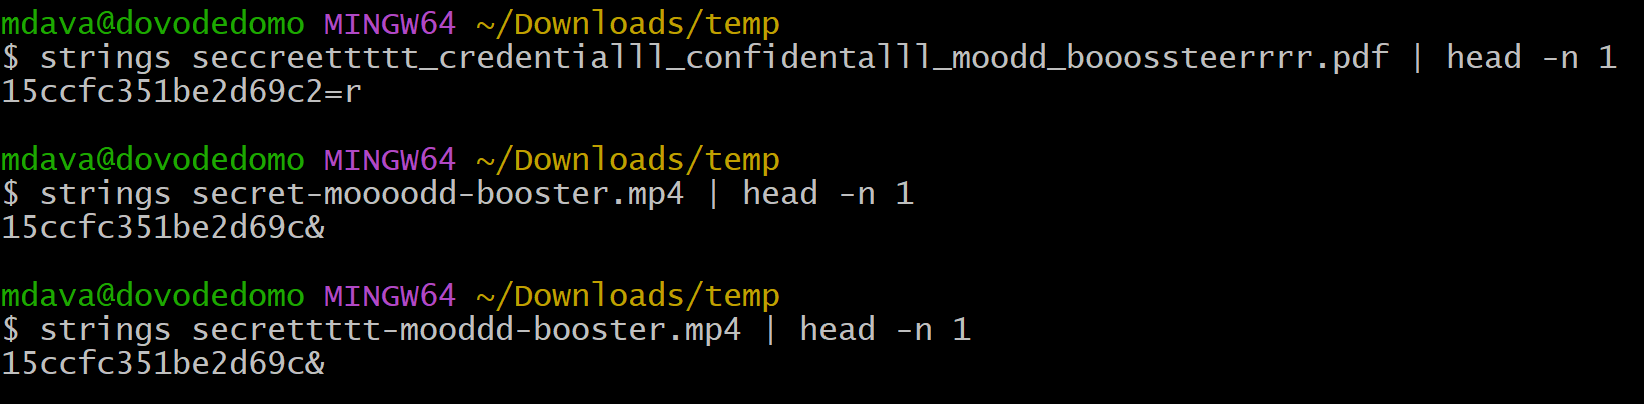 mdava@dovodedomo MINGW64 ~/Downloads/temp
$ strings seccreettttt_credentialll_confidentalll_moodd_booossteerrrr.pdf | head -n 1
15ccfc351be2d69c2=r
mdava@dovodedomo MINGW64 ~/Downloads/temp
$ strings secret-moooodd-booster.mp4 | head -n 1
15ccfc351be2d69c&
mdava@dovodedomo MINGW64 ~/Downloads/temp
$ strings secrettttt-mooddd-booster.mp4 | head -n 1
15ccfc351be2d69c&